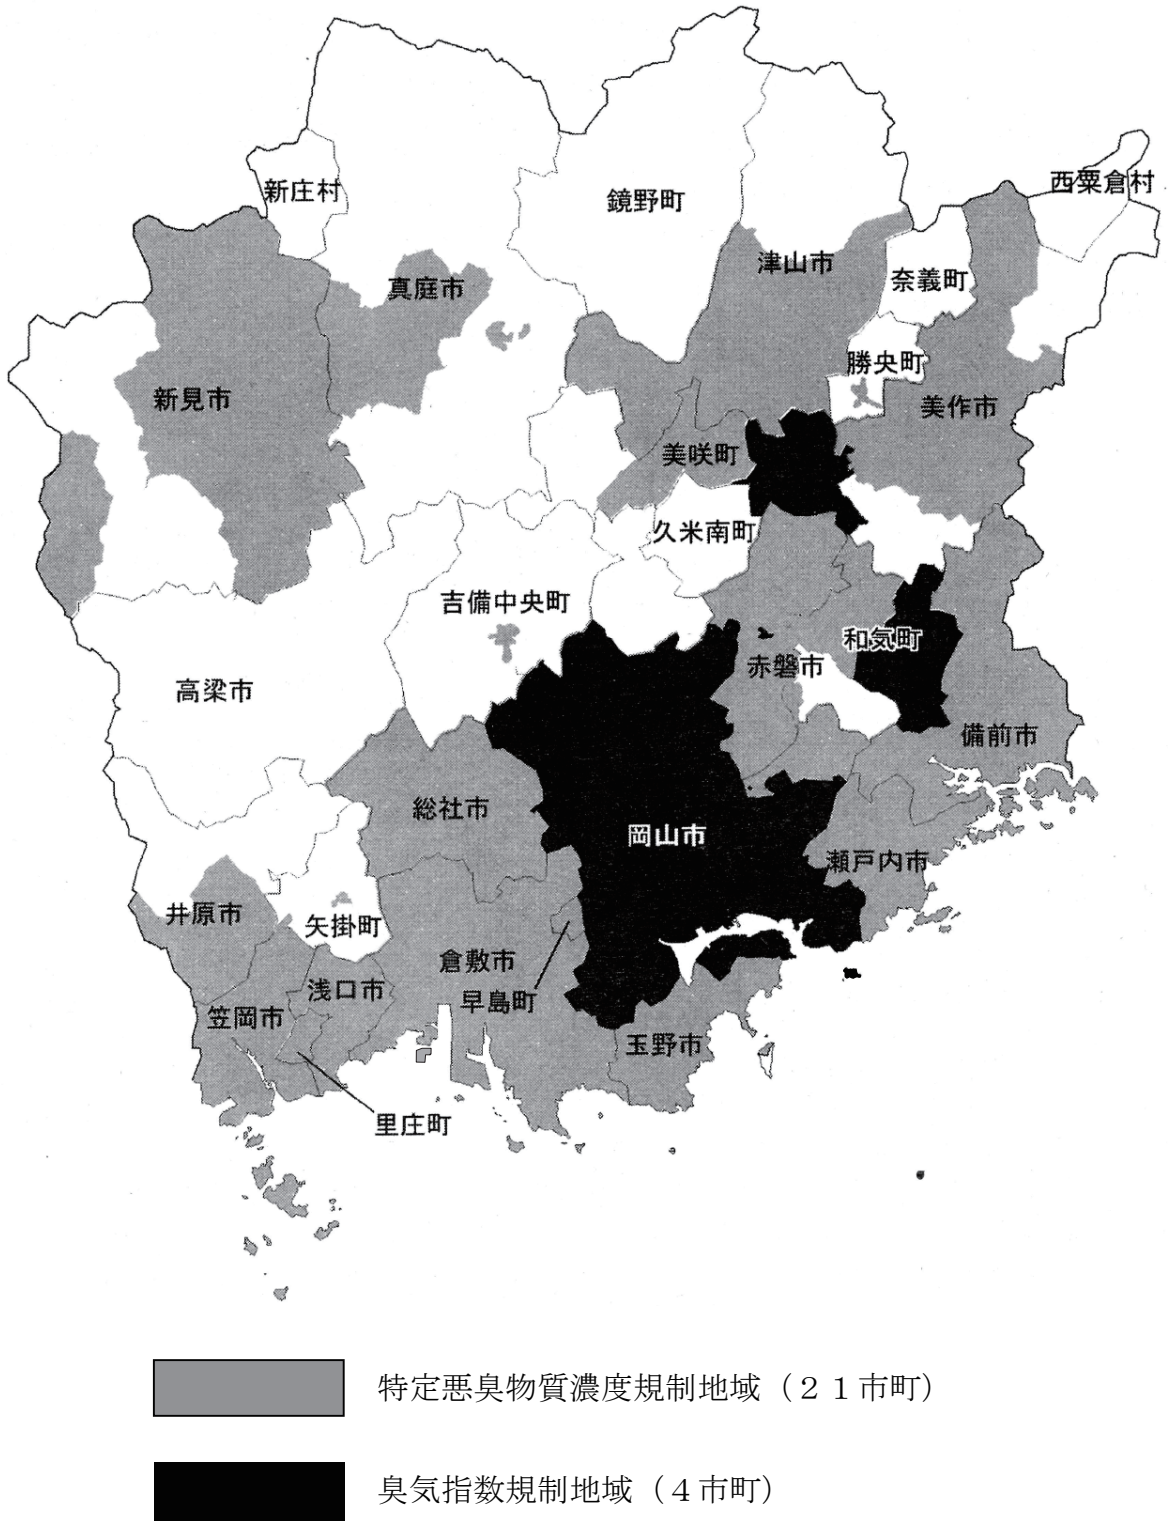 新庄村
西粟倉村
鏡野町
津山市
奈義町
真庭市
勝央町
新見市
美作市
美咲町
久米南町
吉備中央町
和気町
赤磐市
高梁市
備前市
総社市
岡山市
瀬戸内市
井原市
矢掛町
倉敷市
浅口市
早島町
笠岡市
玉野市
里庄町
特定悪臭物質濃度規制地域（２１市町）
臭気指数規制地域（４市町）